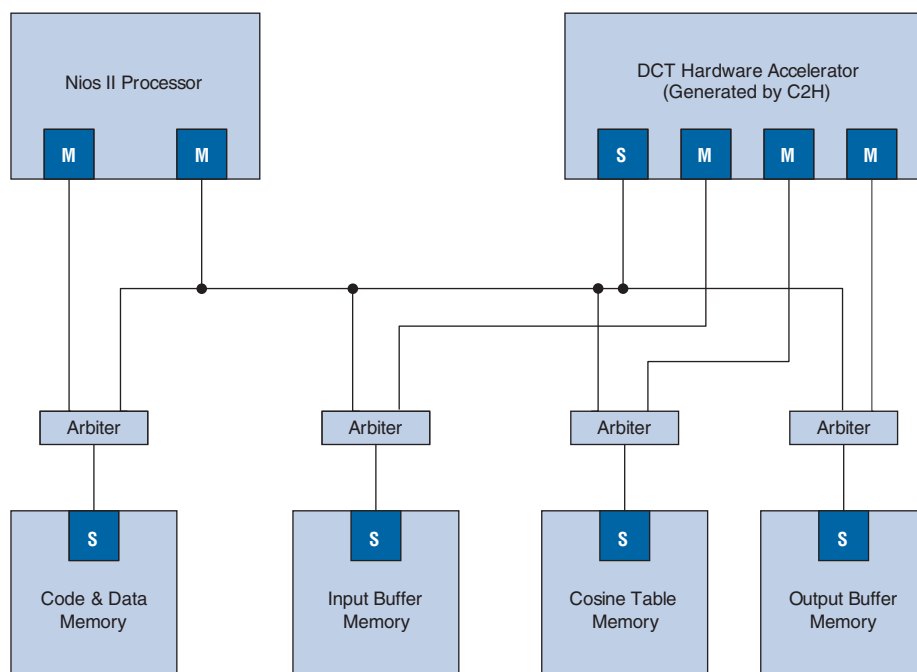 Nios II Processor
DCT Hardware Accelerator
(Generated by C2H)
M
M
S
M
M
M
Arbiter
Arbiter
Arbiter
Arbiter
S
S
S
S
Code & Data
Memory
Input Buffer
Memory
Cosine Table
Memory
Output Buffer
Memory